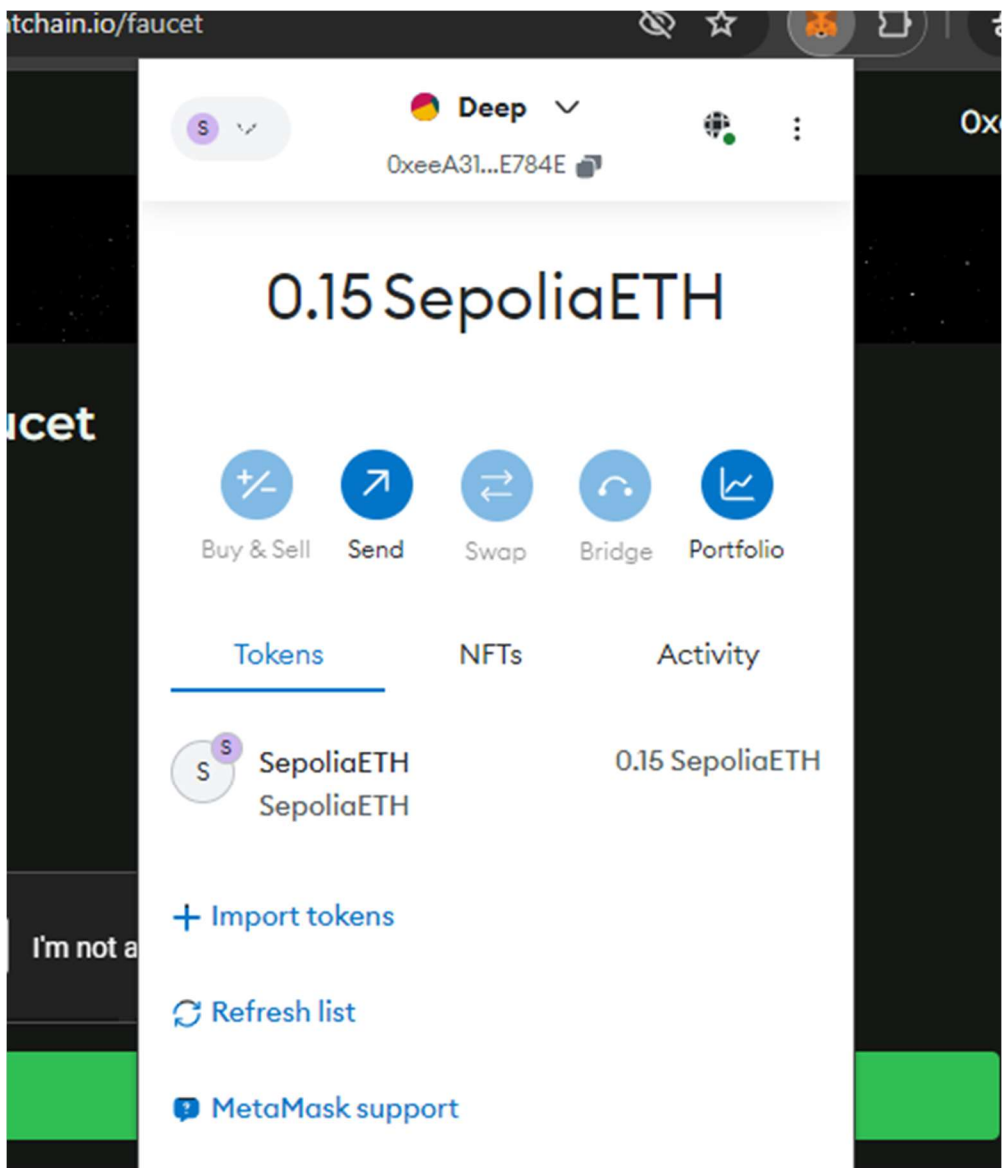 ntchain.io/faucet
S
Deep
0xeeA31...E784E
0x
0.15 SepoliaETH
ucet
Buy & Sell
Send
Swap
Bridge
Portfolio
Tokens
NFTs
Activity
S
S
SepoliaETH
0.15 SepoliaETH
SepoliaETH
+ Import tokens
I'm not a
Refresh list
MetaMask support